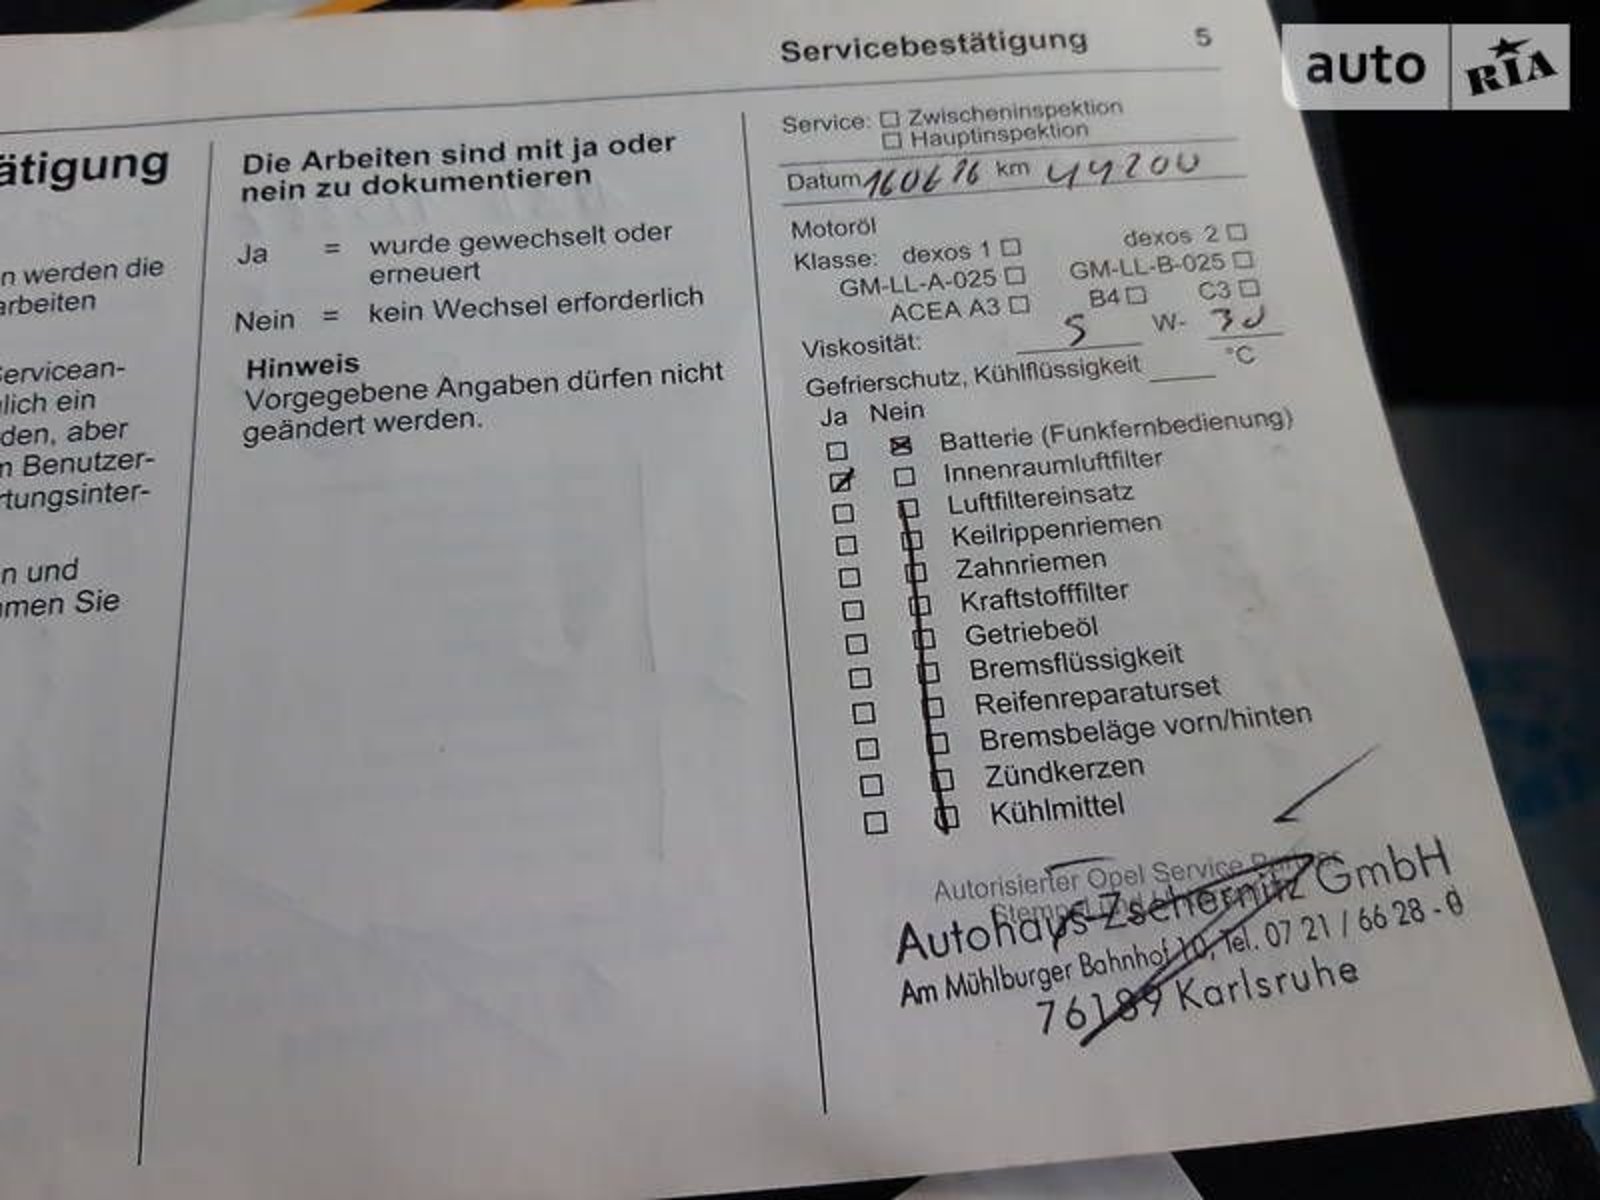 Servicebestätigung 5
auto RIA
ätigung
n werden die
arbeiten
Servicean-
lich ein
den, aber
n Benutzer-
rtungsinter-
n und
men Sie
Die Arbeiten sind mit ja oder
nein zu dokumentieren
Ja = wurde gewechselt oder
erneuert
Nein = kein Wechsel erforderlich
Hinweis
Vorgegebene Angaben dürfen nicht
geändert werden.
Service: Zwischeninspektion
Hauptinspektion
Datum 160616 km 44200
Motoröl
Klasse: dexos 1 dexos 2
GM-LL-A-025 GM-LL-B-025
ACEA A3 B4 C3
Viskosität: 5 W- 30
Gefrierschutz, Kühlflüssigkeit °C
Ja Nein
Batterie (Funkfernbedienung)
Innenraumluftfilter
Luftfiltereinsatz
Keilrippenriemen
Zahnriemen
Kraftstofffilter
Getriebeöl
Bremsflüssigkeit
Reifenreparaturset
Bremsbeläge vorn/hinten
Zündkerzen
Kühlmittel
Autorisierter Opel Service
Autohaus Zschernitz GmbH
Am Mühlburger Bahnhof 10, Tel. 07 21 / 66 28 - 0
76189 Karlsruhe